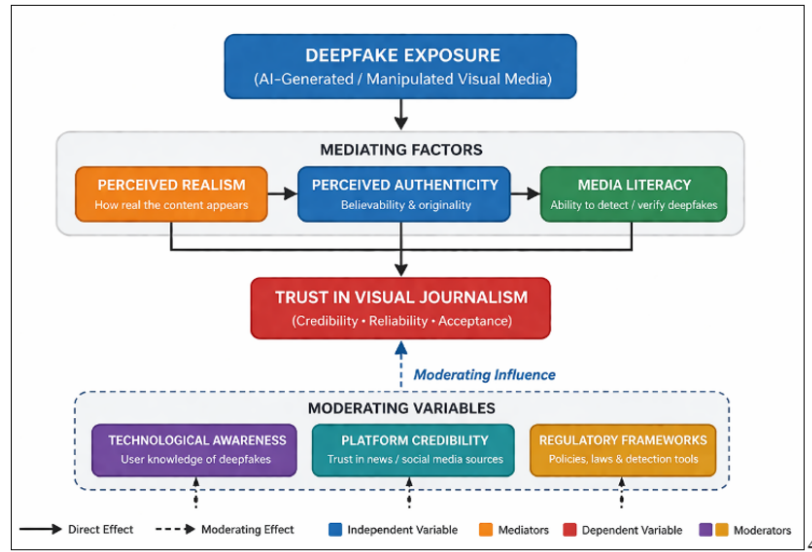 DEEPFAKE EXPOSURE
(AI-Generated / Manipulated Visual Media)
MEDIATING FACTORS
PERCEIVED REALISM
How real the content appears
PERCEIVED AUTHENTICITY
Believability & originality
MEDIA LITERACY
Ability to detect / verify deepfakes
TRUST IN VISUAL JOURNALISM
(Credibility • Reliability • Acceptance)
Moderating Influence
MODERATING VARIABLES
TECHNOLOGICAL AWARENESS
User knowledge of deepfakes
PLATFORM CREDIBILITY
Trust in news / social media sources
REGULATORY FRAMEWORKS
Policies, laws & detection tools
Direct Effect
Moderating Effect
Independent Variable
Mediators
Dependent Variable
Moderators